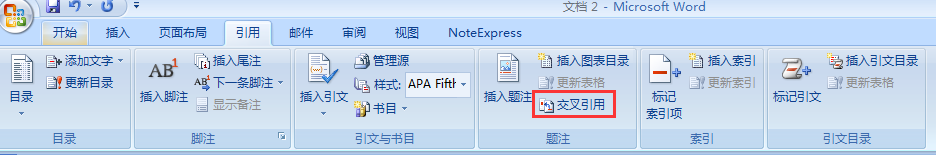 文档 2 - Microsoft Word
开始 插入 页面布局 引用 邮件 审阅 视图 NoteExpress
目录
添加文字
更新目录
目录
AB¹
插入脚注
插入尾注
AB 下一条脚注
显示备注
脚注
插入引文
管理源
样式: APA Fifth
书目
引文与书目
插入题注
插入图表目录
更新表格
交叉引用
题注
标记
索引项
插入索引
更新索引
索引
标记引文
插入引文目录
更新表格
引文目录